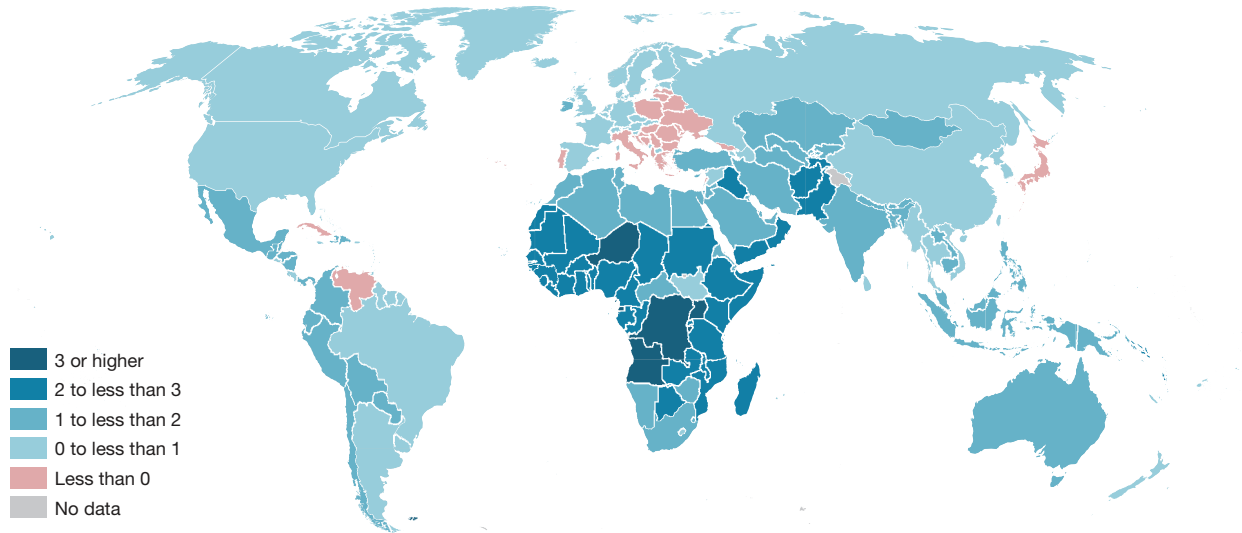 3 or higher
2 to less than 3
1 to less than 2
0 to less than 1
Less than 0
No data